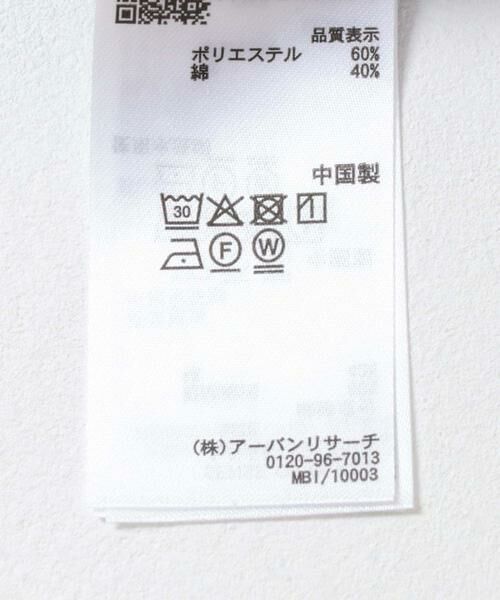 品質表示
ポリエステル 60%
綿 40%
中国製
30
F W
(株)アーバンリサーチ
0120-96-7013
MBI/10003